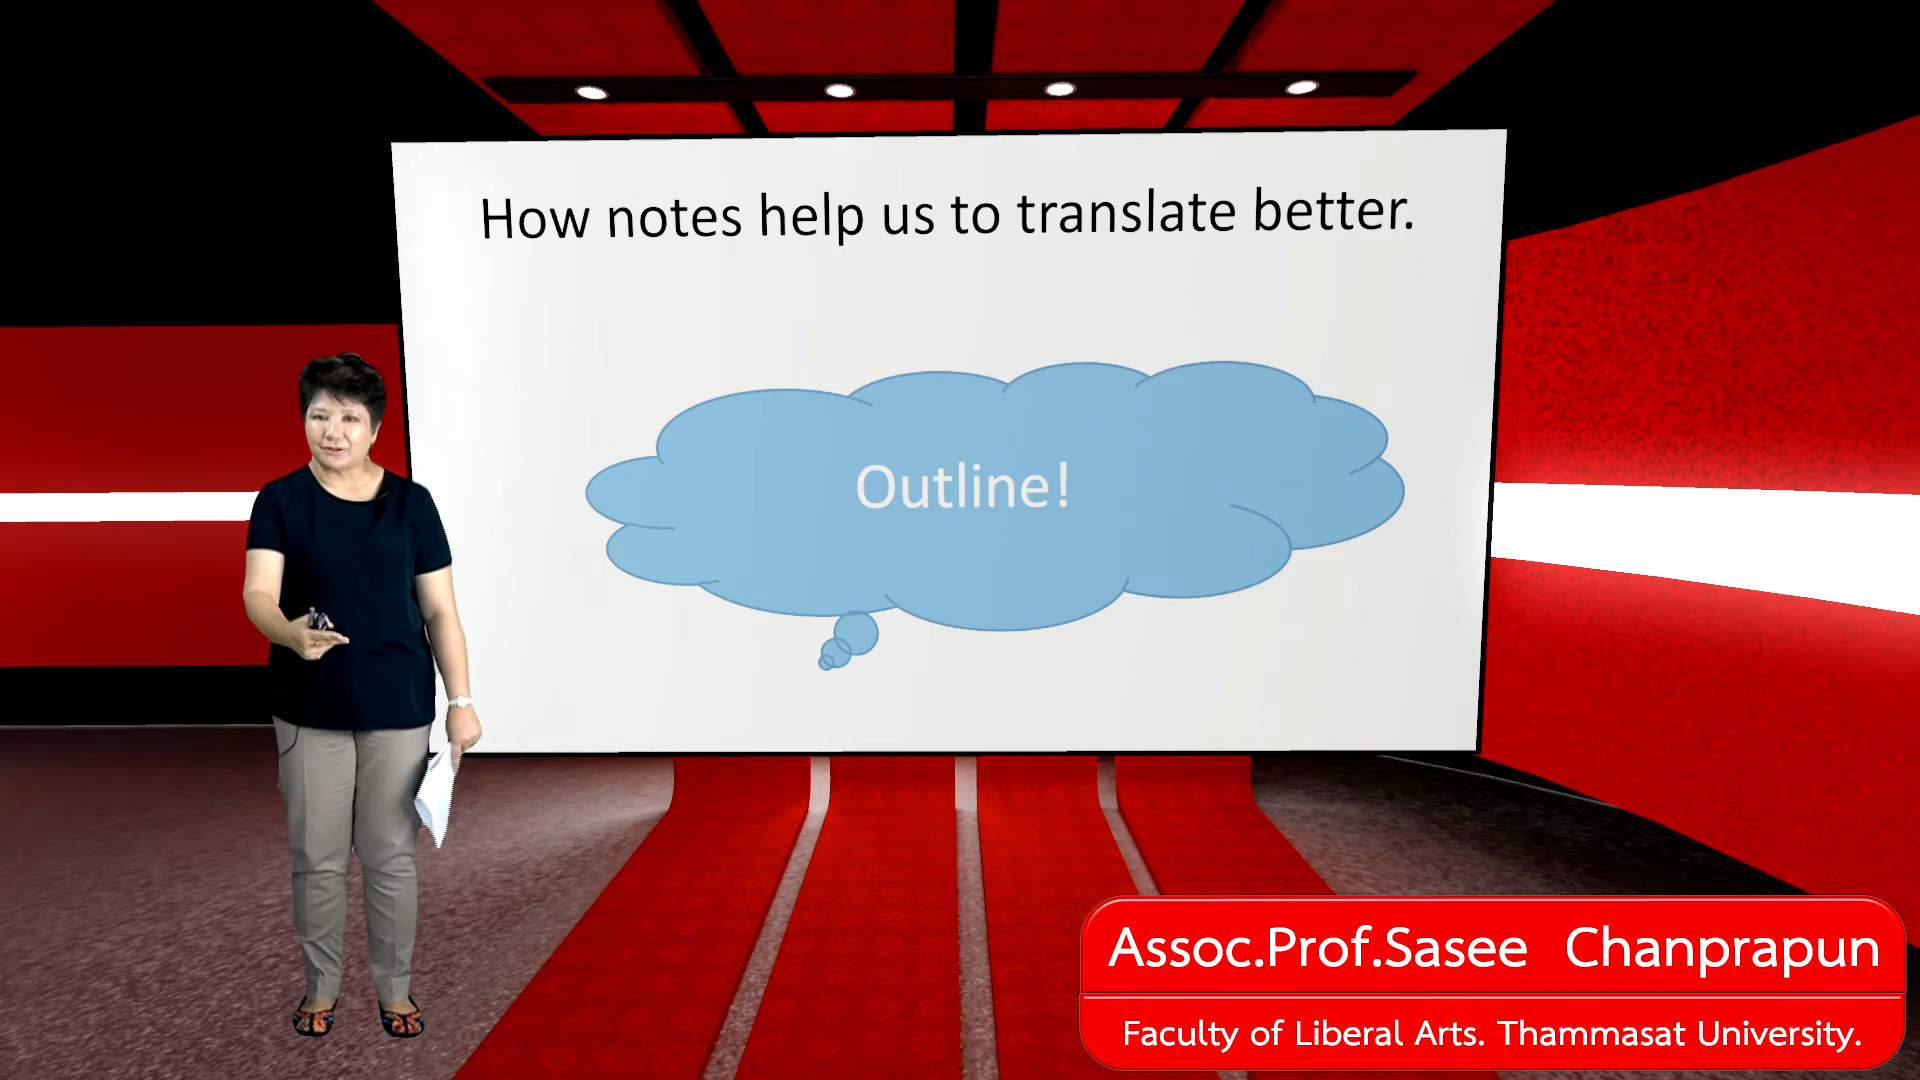 How notes help us to translate better.
Outline!
Assoc.Prof.Sasee Chanprapun
Faculty of Liberal Arts. Thammasat University.